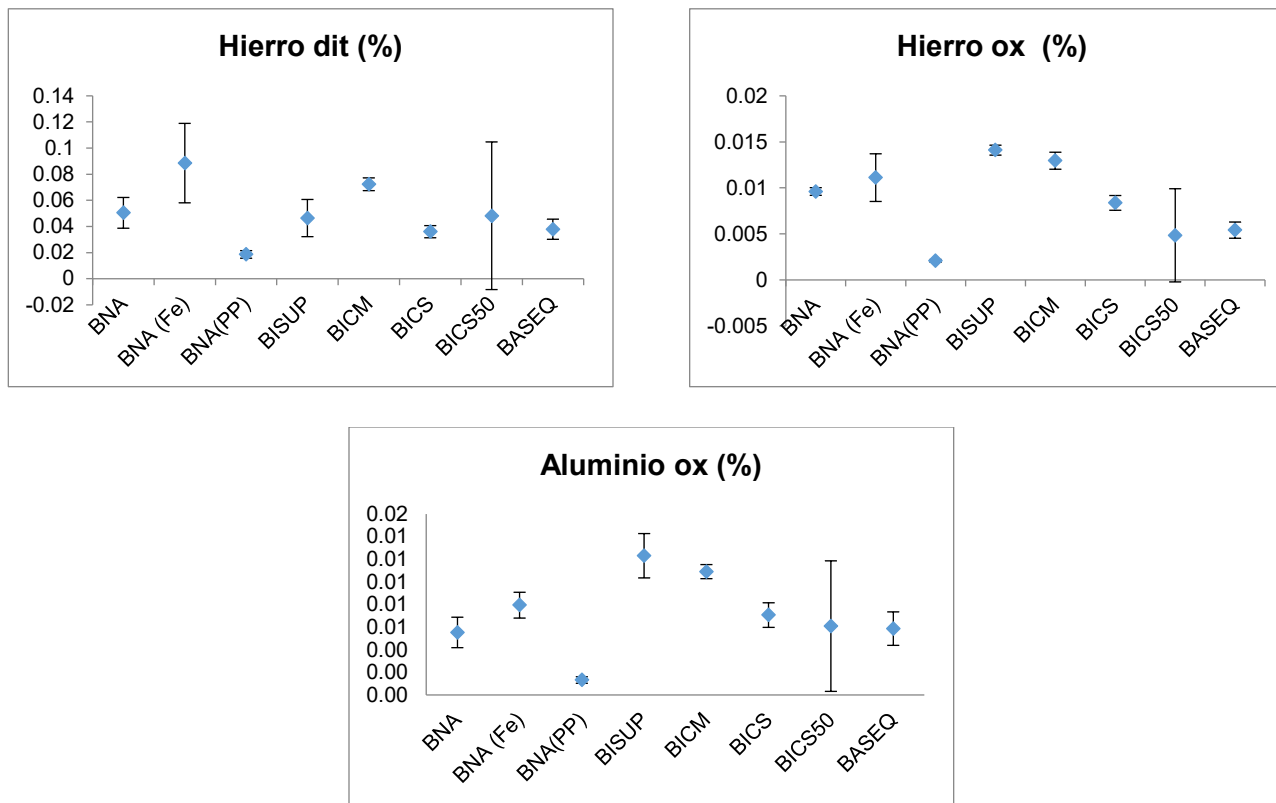 Hierro dit (%)
0.14
0.12
0.1
0.08
0.06
0.04
0.02
0
-0.02
BNA
BNA (Fe)
BNA(PP)
BISUP
BICM
BICS
BICS50
BASEQ
Hierro ox (%)
0.02
0.015
0.01
0.005
0
-0.005
BNA
BNA (Fe)
BNA(PP)
BISUP
BICM
BICS
BICS50
BASEQ
Aluminio ox (%)
0.02
0.01
0.01
0.01
0.01
0.01
0.00
0.00
0.00
BNA
BNA (Fe)
BNA(PP)
BISUP
BICM
BICS
BICS50
BASEQ